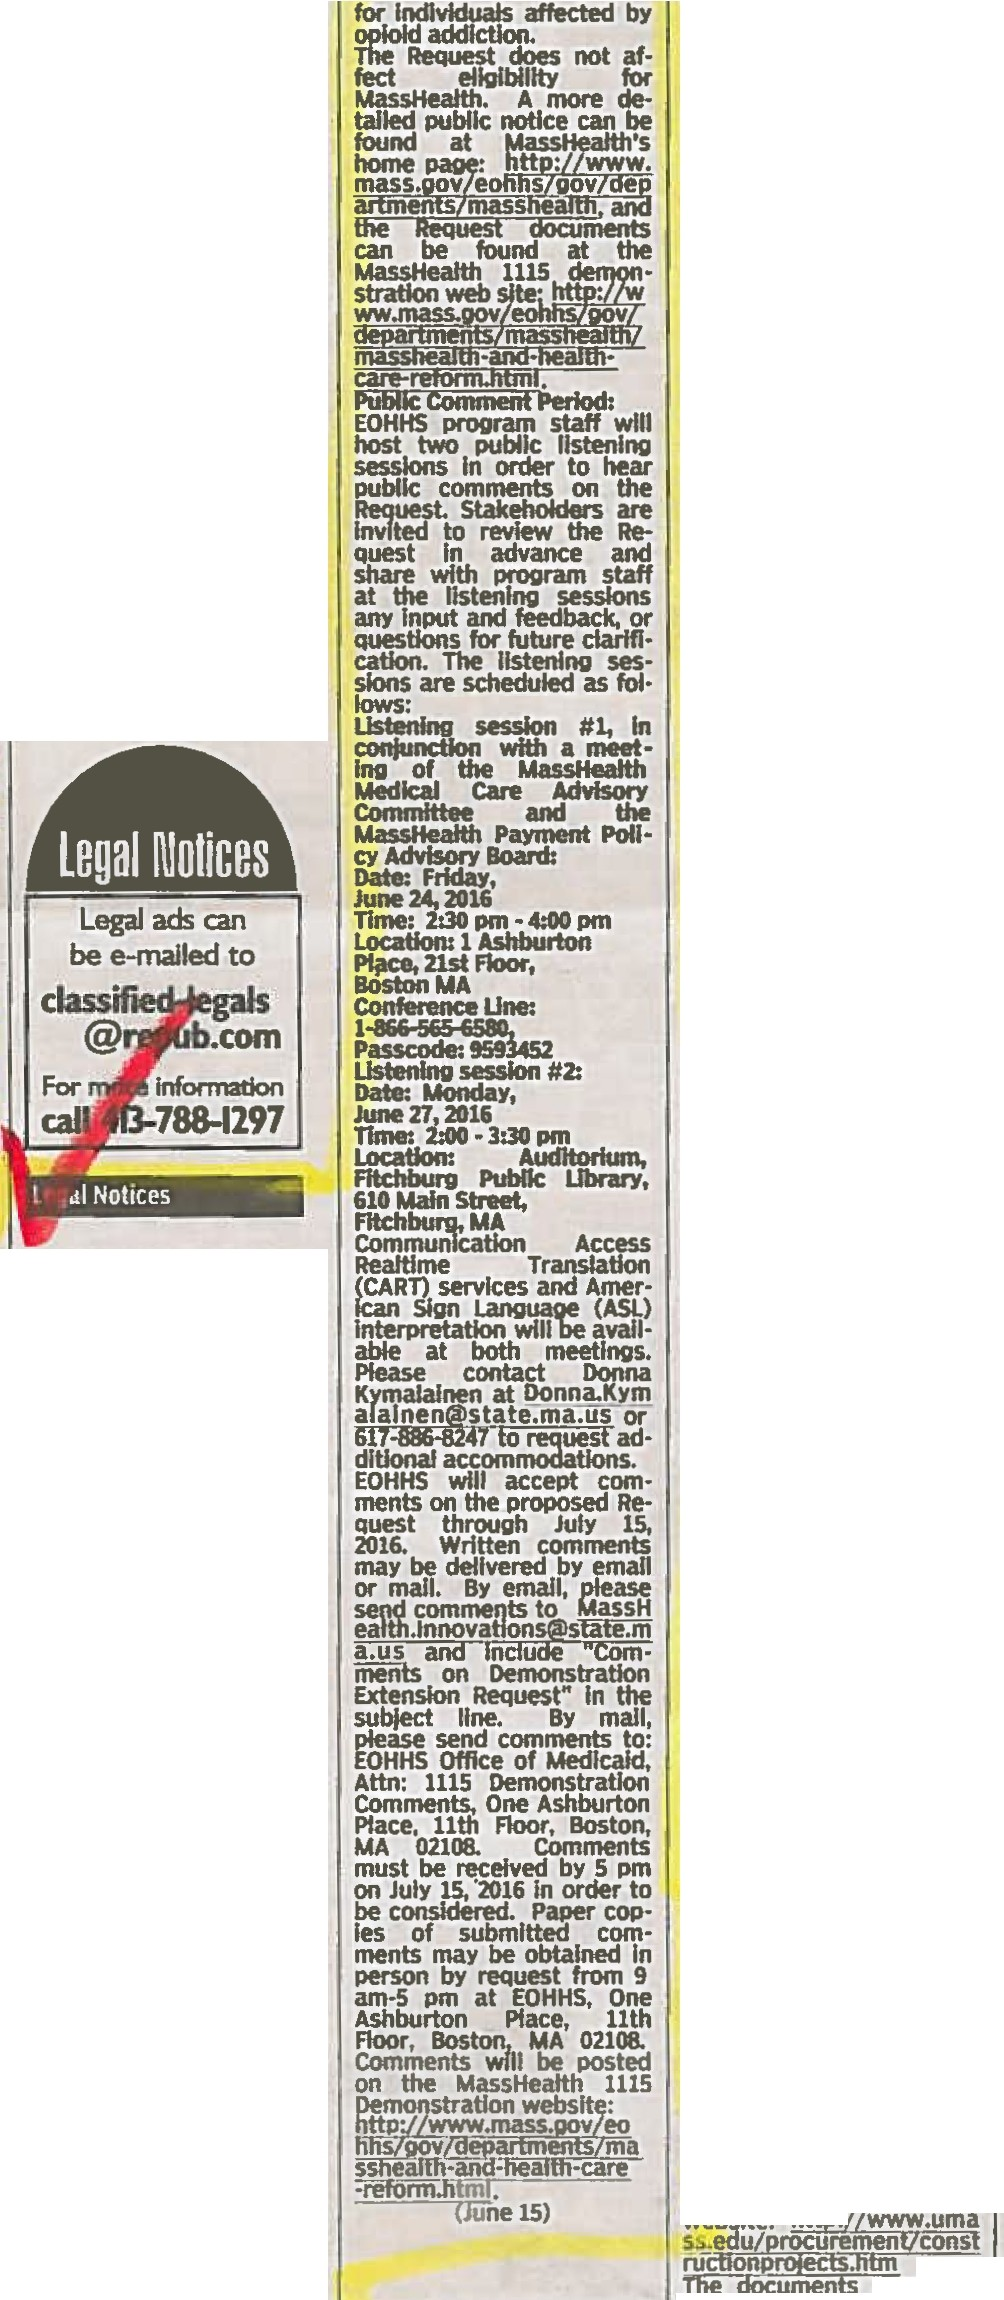 for individuals affected by
opioid addiction.
The Request does not af-
fect eligibility for
MassHealth. A more de-
tailed public notice can be
found at MassHealth's
home page: http://www.
mass.gov/eohhs/gov/dep
artments/masshealth, and
the Request documents
can be found at the
MassHealth 1115 demon-
stration web site: http://w
ww.mass.gov/eohhs/gov/
departments/masshealth/
masshealth-and-health-
care-reform.html.
Public Comment Period:
EOHHS program staff will
host two public listening
sessions in order to hear
public comments on the
Request. Stakeholders are
invited to review the Re-
quest in advance and
share with program staff
at the listening sessions
any input and feedback, or
questions for future clarifi-
cation. The listening ses-
sions are scheduled as fol-
lows:
Listening session #1, in
conjunction with a meet-
ing of the MassHealth
Medical Care Advisory
Committee and the
MassHealth Payment Poli-
cy Advisory Board:
Date: Friday,
June 24, 2016
Time: 2:30 pm - 4:00 pm
Location: 1 Ashburton
Place, 21st Floor,
Boston MA
Conference Line:
1-866-565-6580,
Passcode: 9593452
Listening session #2:
Date: Monday,
June 27, 2016
Time: 2:00 - 3:30 pm
Location: Auditorium,
Fitchburg Public Library,
610 Main Street,
Fitchburg, MA
Communication Access
Realtime Translation
(CART) services and Amer-
ican Sign Language (ASL)
interpretation will be avail-
able at both meetings.
Please contact Donna
Kymalainen at Donna.Kym
alainen@state.ma.us or
617-886-8247 to request ad-
ditional accommodations.
EOHHS will accept com-
ments on the proposed Re-
quest through July 15,
2016. Written comments
may be delivered by email
or mail. By email, please
send comments to MassH
ealth.Innovations@state.m
a.us and include "Com-
ments on Demonstration
Extension Request" in the
subject line. By mail,
please send comments to:
EOHHS Office of Medicaid,
Attn: 1115 Demonstration
Comments, One Ashburton
Place, 11th Floor, Boston,
MA 02108. Comments
must be received by 5 pm
on July 15, 2016 in order to
be considered. Paper cop-
ies of submitted com-
ments may be obtained in
person by request from 9
am-5 pm at EOHHS, One
Ashburton Place, 11th
Floor, Boston, MA 02108.
Comments will be posted
on the MassHealth 1115
Demonstration website:
http://www.mass.gov/eo
hhs/gov/departments/ma
sshealth-and-health-care
-reform.html.
(June 15)
Legal Notices
Legal ads can
be e-mailed to
classified-legals
@repub.com
For more information
call 413-788-1297
Legal Notices
//www.uma
ss.edu/procurement/const
ructionprojects.htm
The documents